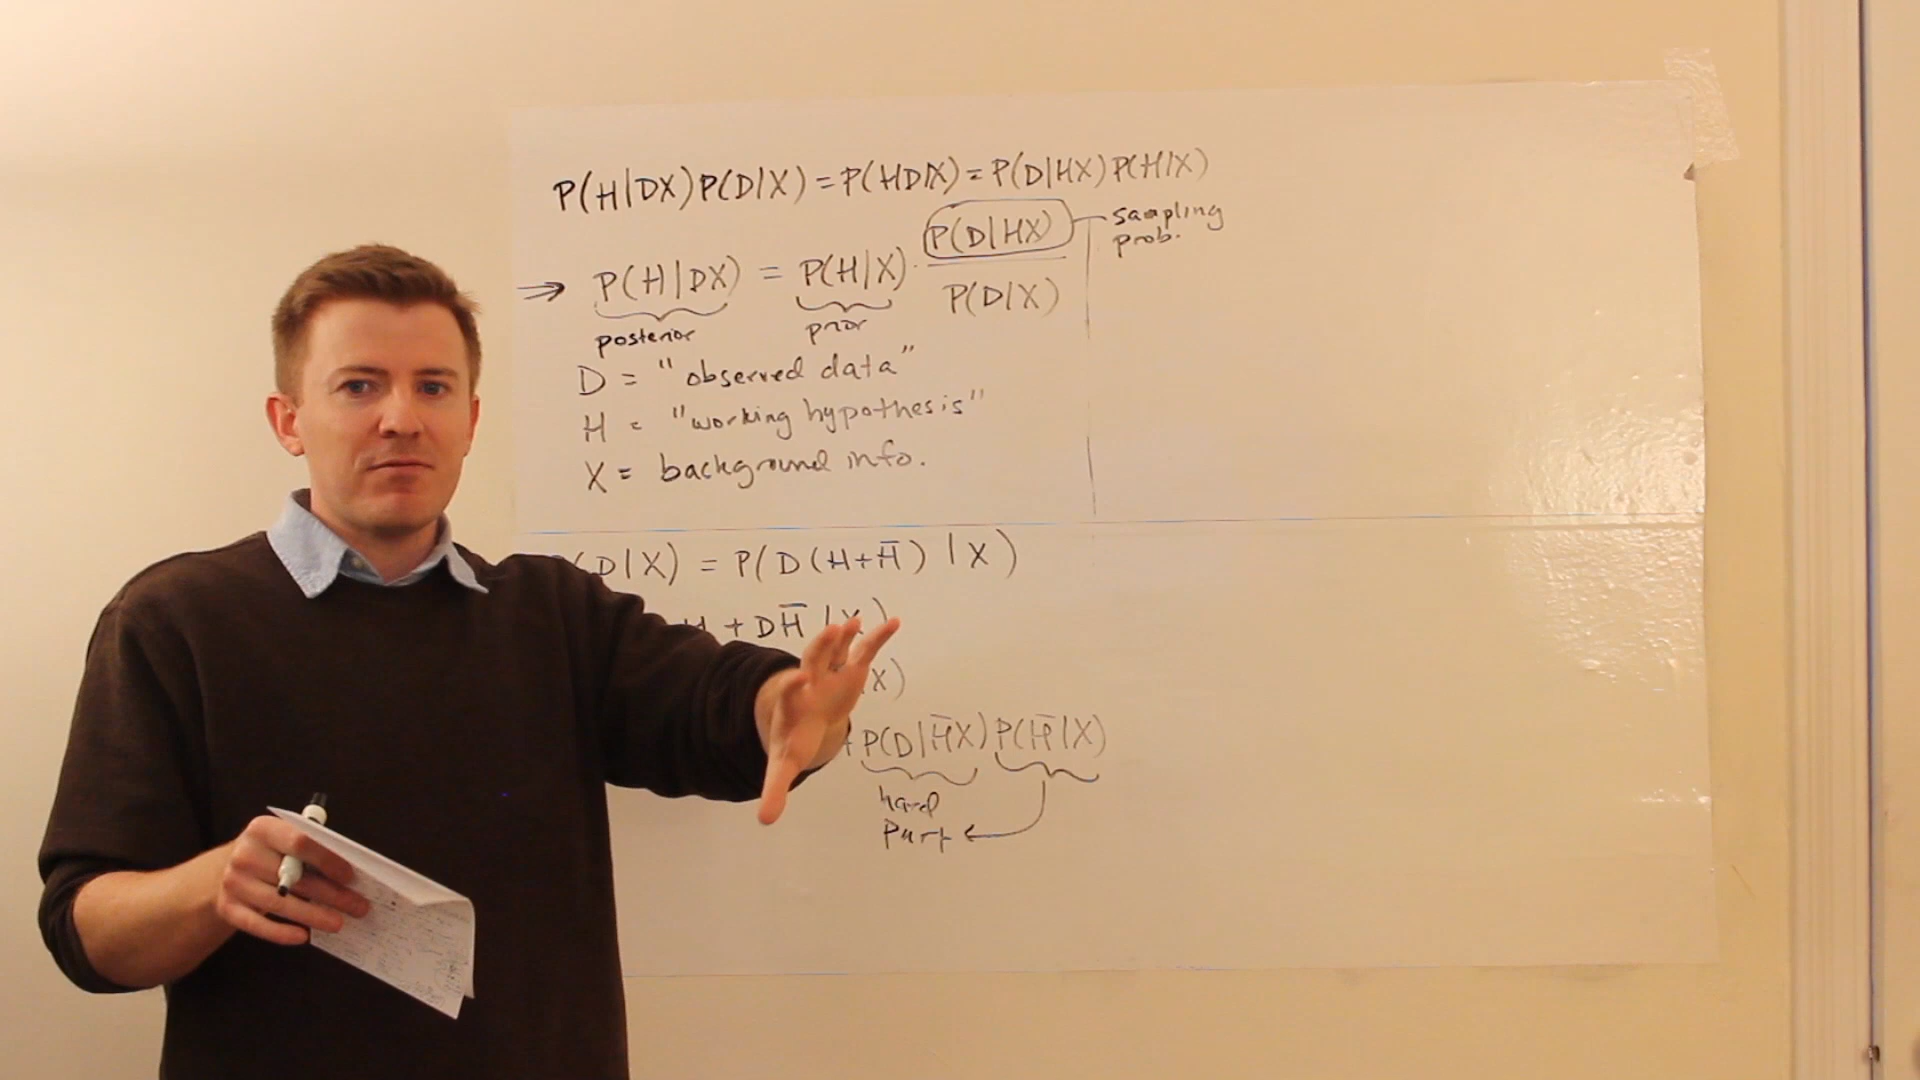 P(H|DX)P(D|X) = P(HD|X) = P(D|HX)P(H|X)
⇒ P(H|DX) = P(H|X) · P(D|HX) / P(D|X)
sampling
prob.
posterior
prior
D = "observed data"
H = "working hypothesis"
X = background info.
(D|X) = P(D(H+H̄) | X)
H + DH̄ | X)
X)
+ P(D|H̄X)P(H̄|X)
hard
part ←